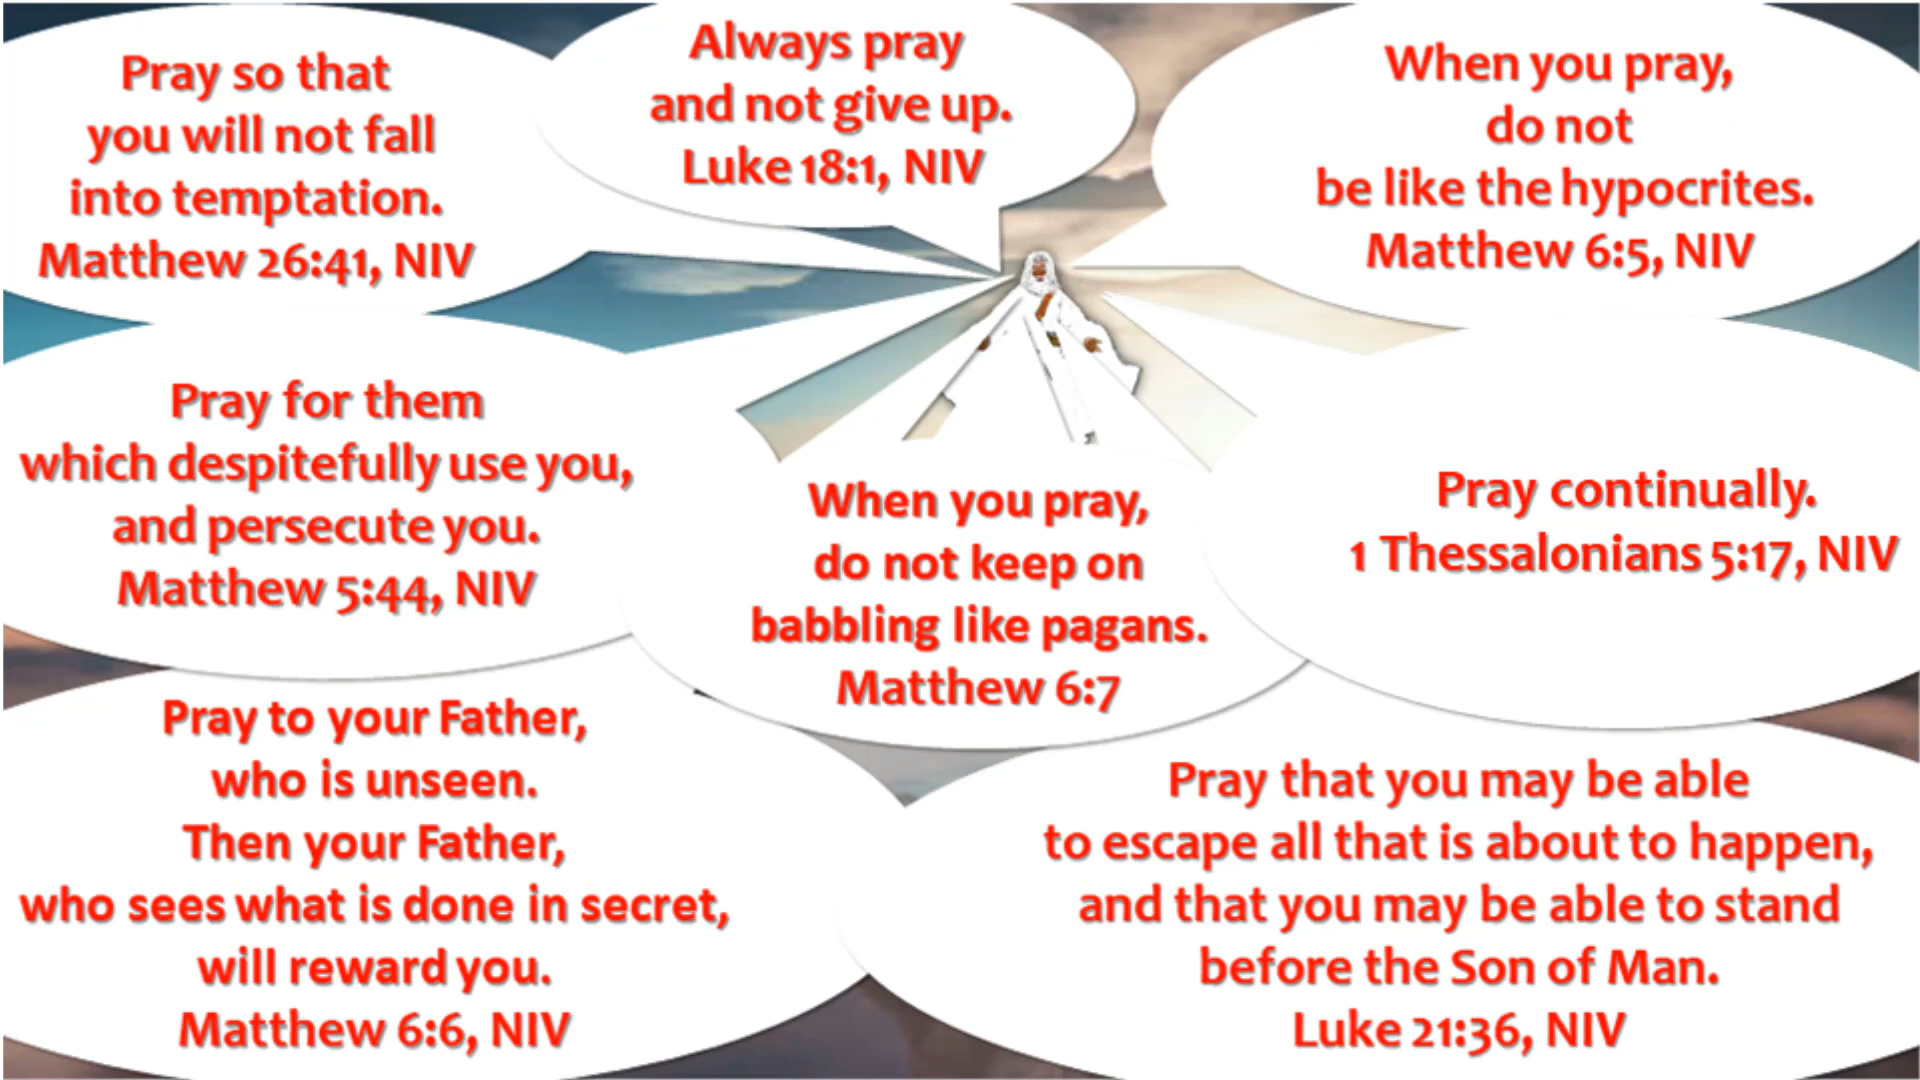 Pray so that
you will not fall
into temptation.
Matthew 26:41, NIV
Always pray
and not give up.
Luke 18:1, NIV
When you pray,
do not
be like the hypocrites.
Matthew 6:5, NIV
Pray for them
which despitefully use you,
and persecute you.
Matthew 5:44, NIV
When you pray,
do not keep on
babbling like pagans.
Matthew 6:7
Pray continually.
1 Thessalonians 5:17, NIV
Pray to your Father,
who is unseen.
Then your Father,
who sees what is done in secret,
will reward you.
Matthew 6:6, NIV
Pray that you may be able
to escape all that is about to happen,
and that you may be able to stand
before the Son of Man.
Luke 21:36, NIV